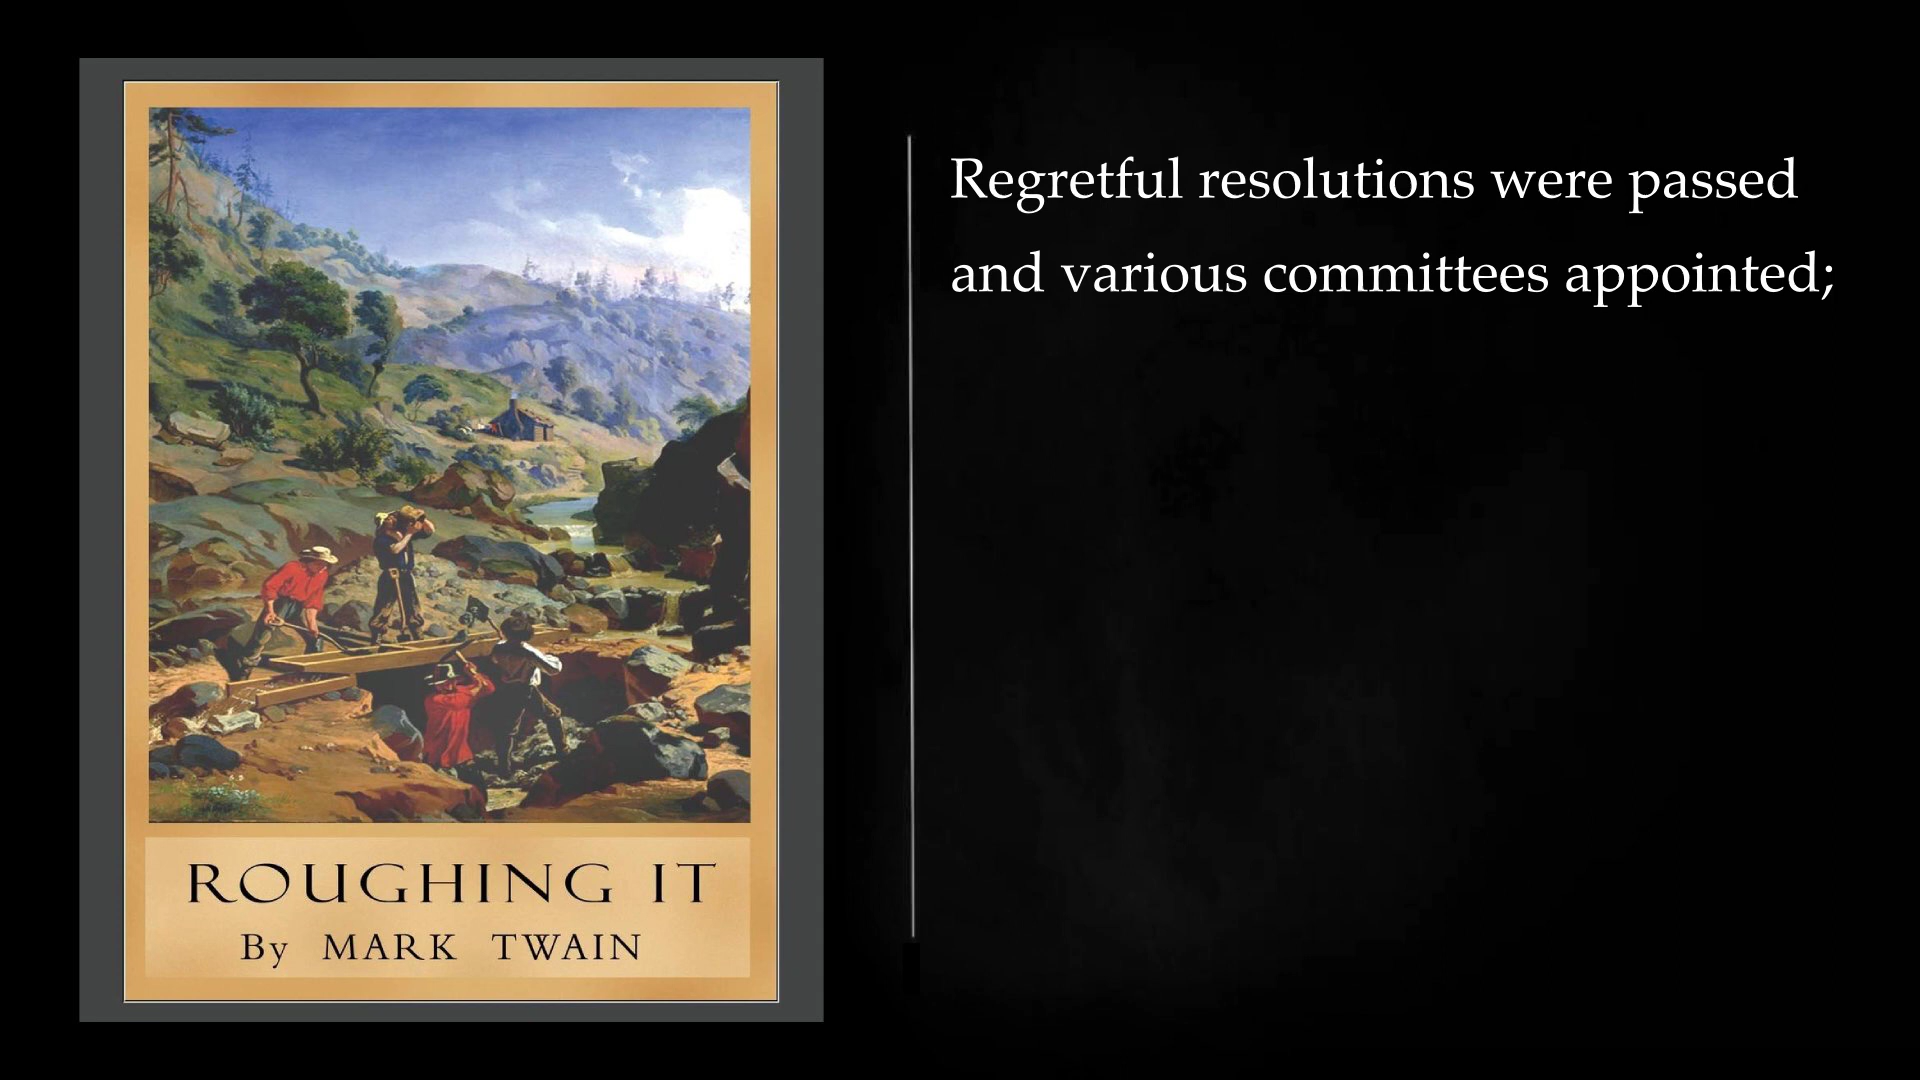 ROUGHING IT
By MARK TWAIN
Regretful resolutions were passed
and various committees appointed;